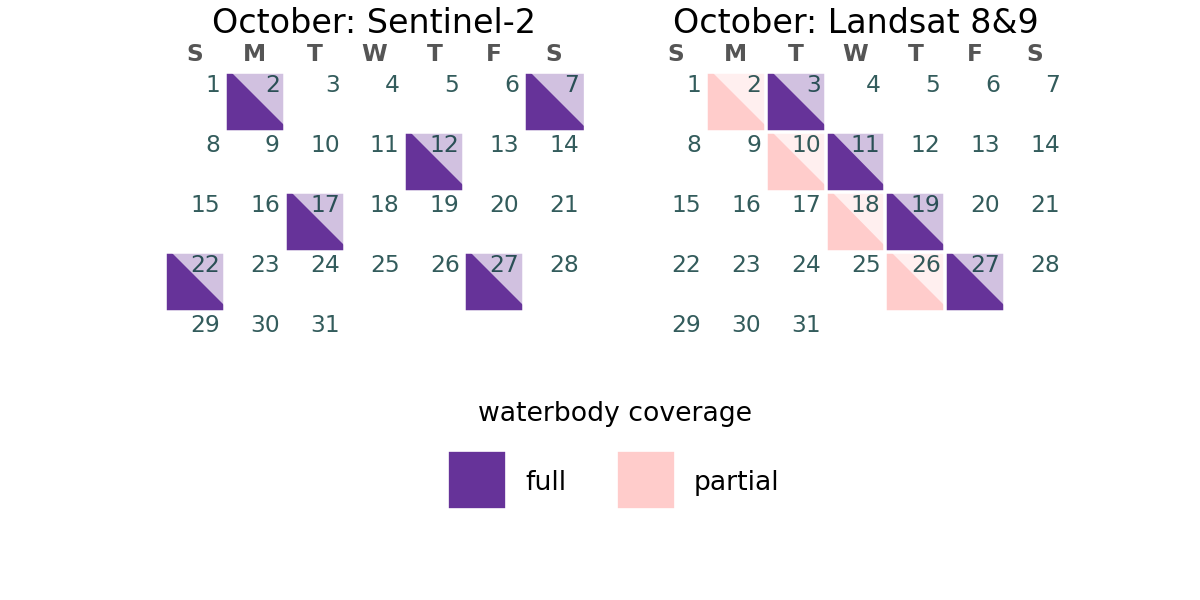 October: Sentinel-2
S M T W T F S
1 2 3 4 5 6 7
8 9 10 11 12 13 14
15 16 17 18 19 20 21
22 23 24 25 26 27 28
29 30 31
October: Landsat 8&9
S M T W T F S
1 2 3 4 5 6 7
8 9 10 11 12 13 14
15 16 17 18 19 20 21
22 23 24 25 26 27 28
29 30 31
waterbody coverage
full partial